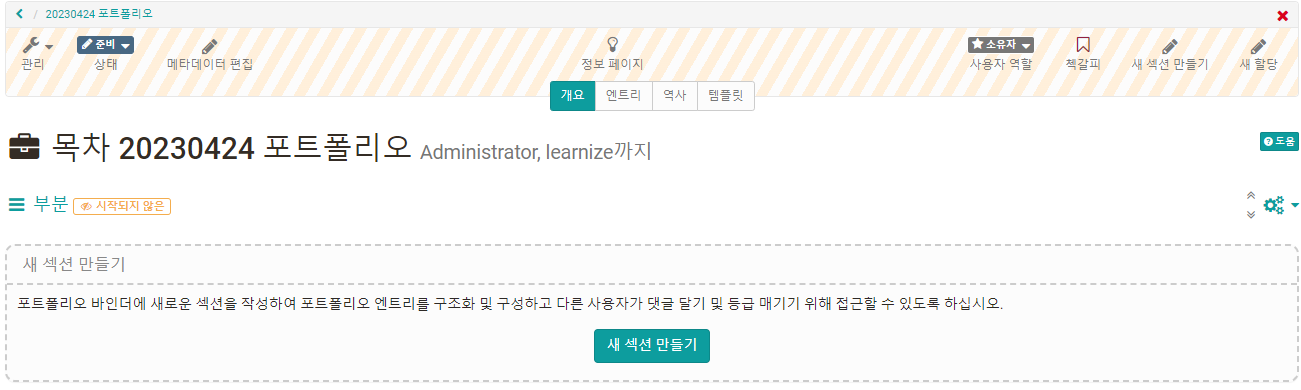 / 20230424 포트폴리오
관리
준비
상태
메타데이터 편집
정보 페이지
소유자
사용자 역할
책갈피
새 섹션 만들기
새 할당
개요 엔트리 역사 템플릿
목차 20230424 포트폴리오 Administrator, learnize까지
도움
부분 시작되지 않은
새 섹션 만들기
포트폴리오 바인더에 새로운 섹션을 작성하여 포트폴리오 엔트리를 구조화 및 구성하고 다른 사용자가 댓글 달기 및 등급 매기기 위해 접근할 수 있도록 하십시오.
새 섹션 만들기